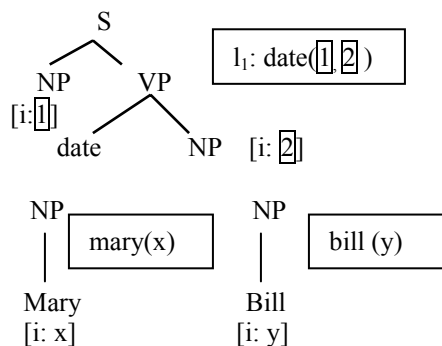 S
NP VP l₁: date(1, 2 )
[i:1]
date NP [i: 2]
NP mary(x) NP bill (y)
Mary Bill
[i: x] [i: y]